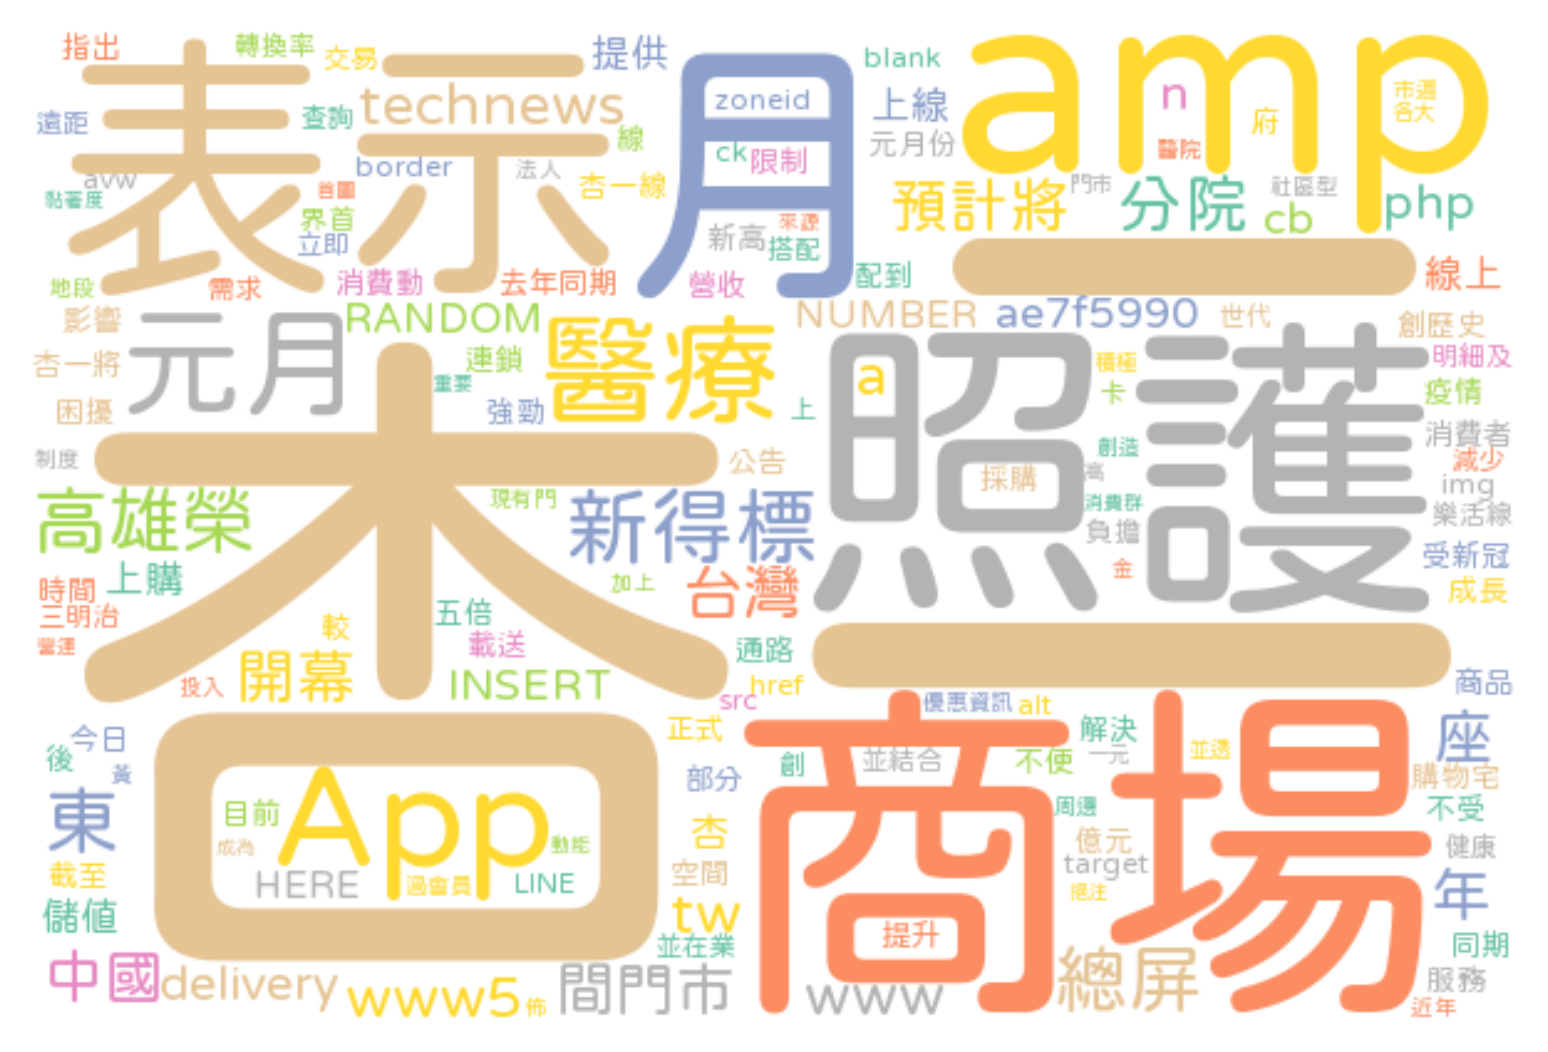 指出
轉換率
交易
提供
blank
amp
表示
technews
月
zoneid
上線
n
市週
各大
府
遠距
查詢
線
ck
限制
元月份
醫院
avw
border
法人
杏一線
門市
社區型
黏著度
首圖
界首
立即
新高
來源
搭配
預計將
分院
cb
php
地段
需求
消費動
去年同期
營收
配到
一
線上
影響
元月
RANDOM
醫療
NUMBER
ae7f5990
世代
創歷史
杏一將
連鎖
重要
照護
a
積極
卡
明細及
疫情
困擾
強勁
上
消費者
制度
杏一
公告
創造
高
採購
減少
img
高雄榮
現有門
新得標
消費群
負擔
樂活線
受新冠
時間
上購
加上
台灣
金
成長
三明治
五倍
較
載送
營運
開幕
投入
INSERT
通路
href
src
商品
優惠資訊
alt
今日
後
黃
正式
商場
創
並結合
不便
解決
一元
並透
座
購物宅
部分
東
目前
App
成為
動能
杏
周邊
不受
億元
target
健康
截至
HERE
過會員
LINE
空間
挹注
年
儲值
tw
提升
並在業
同期
中國
delivery
www5
佈
間門市
www
總屏
服務
近年